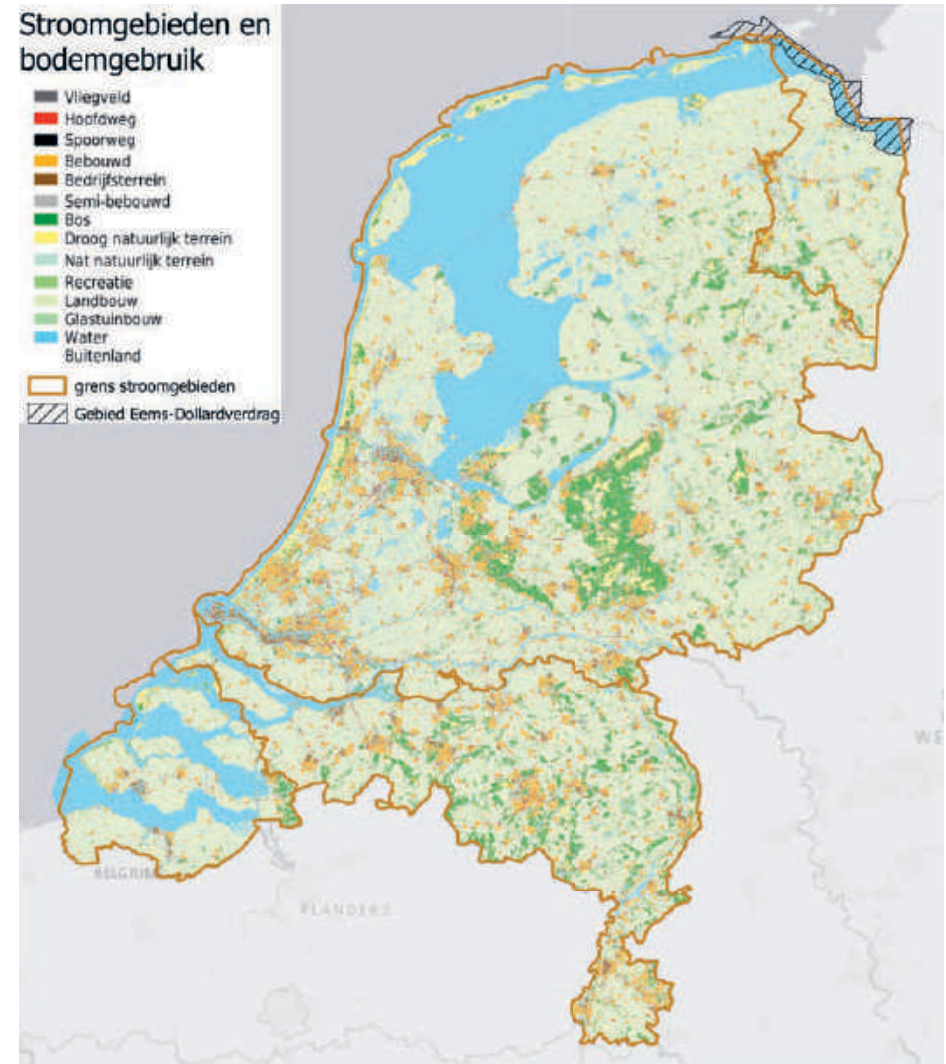 Stroomgebieden en
bodemgebruik
Vliegveld
Hoofdweg
Spoorweg
Bebouwd
Bedrijfsterrein
Semi-bebouwd
Bos
Droog natuurlijk terrein
Nat natuurlijk terrein
Recreatie
Landbouw
Glastuinbouw
Water
Buitenland
grens stroomgebieden
Gebied Eems-Dollardverdrag
WE
FLANDERS